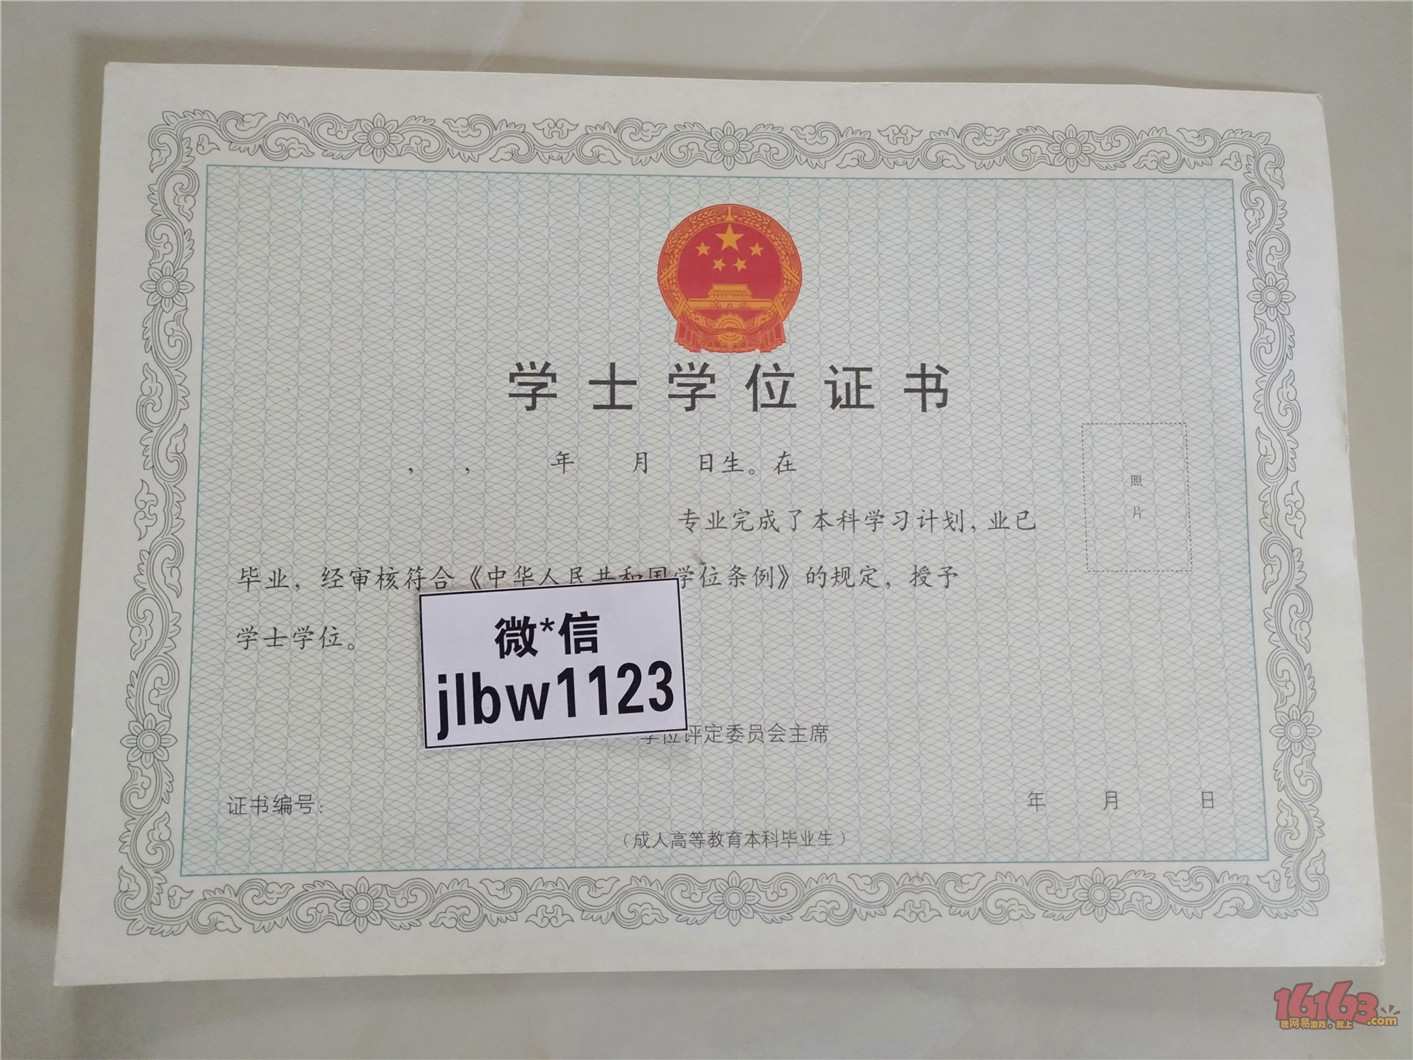 学士学位证书
， ， 年 月 日生。在
专业完成了本科学习计划，业已
毕业，经审核符合《中华人民共和国学位条例》的规定，授予
学士学位。
微*信
jlbw1123
学位评定委员会主席
证书编号：
年 月 日
（成人高等教育本科毕业生）
照
片
16163.com